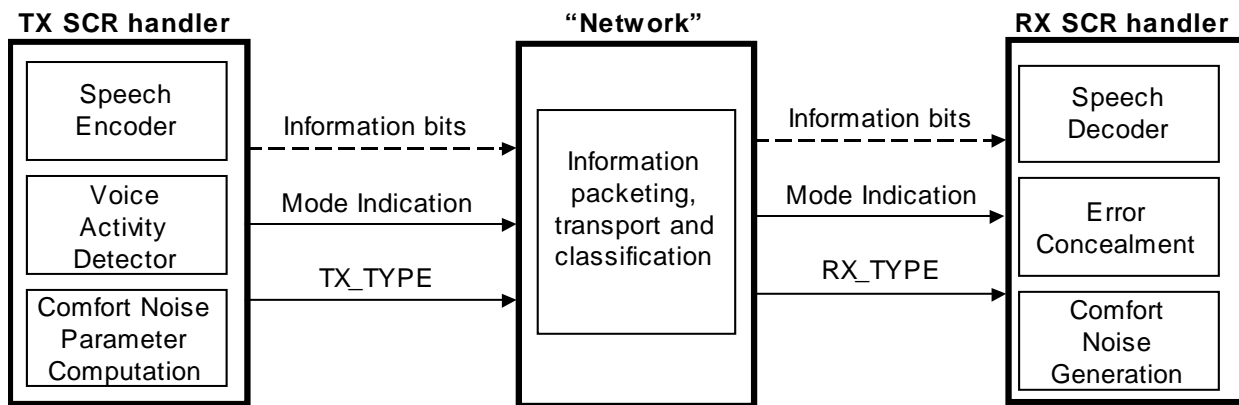 TX SCR handler
Speech
Encoder
Voice
Activity
Detector
Comfort Noise
Parameter
Computation
Information bits
Mode Indication
TX_TYPE
“Network”
Information
packeting,
transport and
classification
Information bits
Mode Indication
RX_TYPE
RX SCR handler
Speech
Decoder
Error
Concealment
Comfort
Noise
Generation